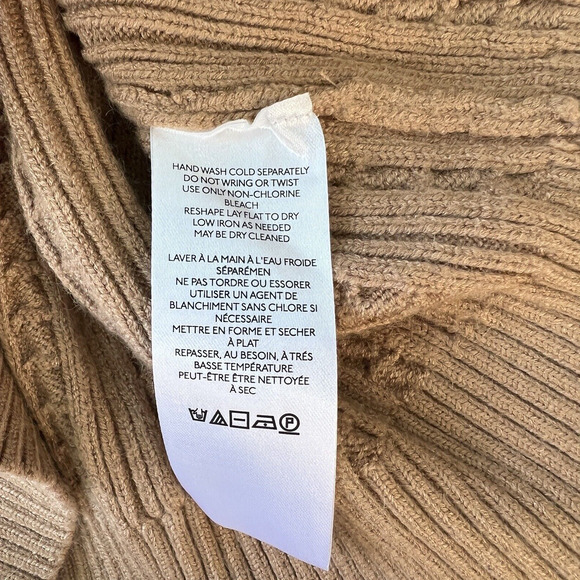 HAND WASH COLD SEPARATELY
DO NOT WRING OR TWIST
USE ONLY NON-CHLORINE
BLEACH
RESHAPE LAY FLAT TO DRY
LOW IRON AS NEEDED
MAY BE DRY CLEANED
LAVER À LA MAIN À L'EAU FROIDE
SÉPARÉMEN
NE PAS TORDRE OU ESSORER
UTILISER UN AGENT DE
BLANCHIMENT SANS CHLORE SI
NÉCESSAIRE
METTRE EN FORME ET SECHER
À PLAT
REPASSER, AU BESOIN, À TRÉS
BASSE TEMPÉRATURE
PEUT-ÊTRE ÊTRE NETTOYÉE
À SEC
P